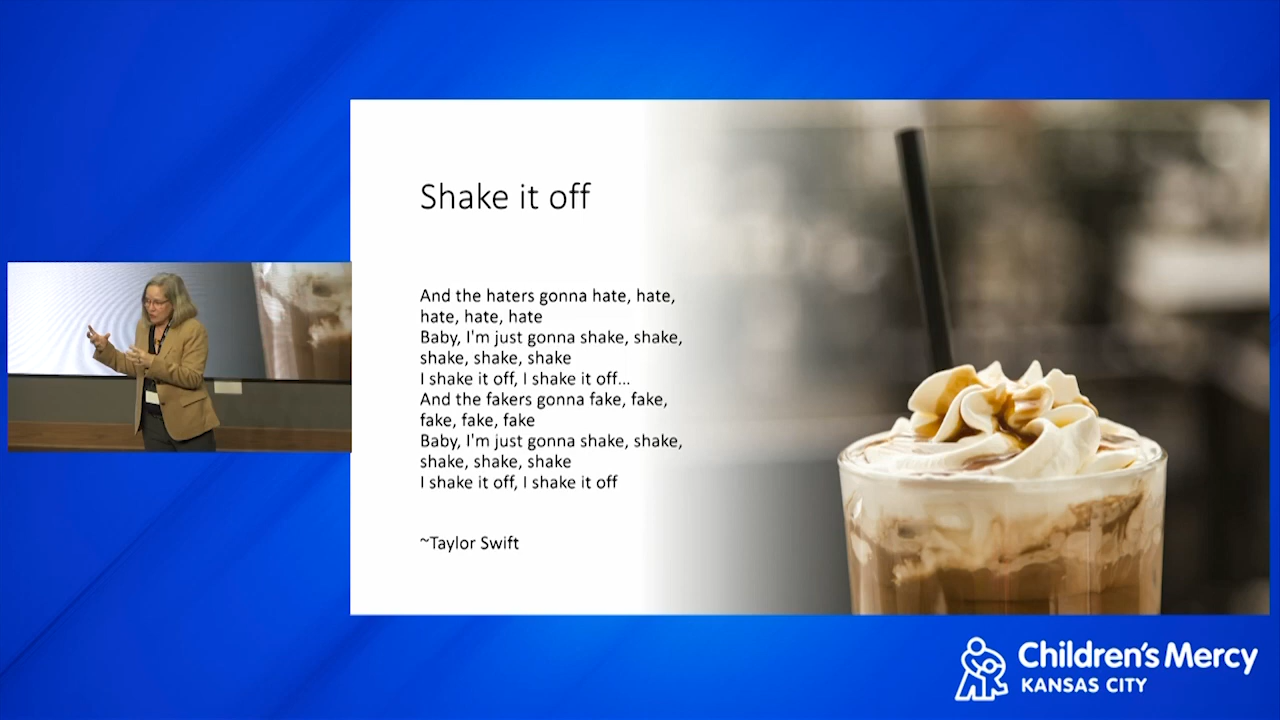 Shake it off
And the haters gonna hate, hate,
hate, hate, hate
Baby, I'm just gonna shake, shake,
shake, shake, shake
I shake it off, I shake it off...
And the fakers gonna fake, fake,
fake, fake, fake
Baby, I'm just gonna shake, shake,
shake, shake, shake
I shake it off, I shake it off
~Taylor Swift
Children's Mercy
KANSAS CITY